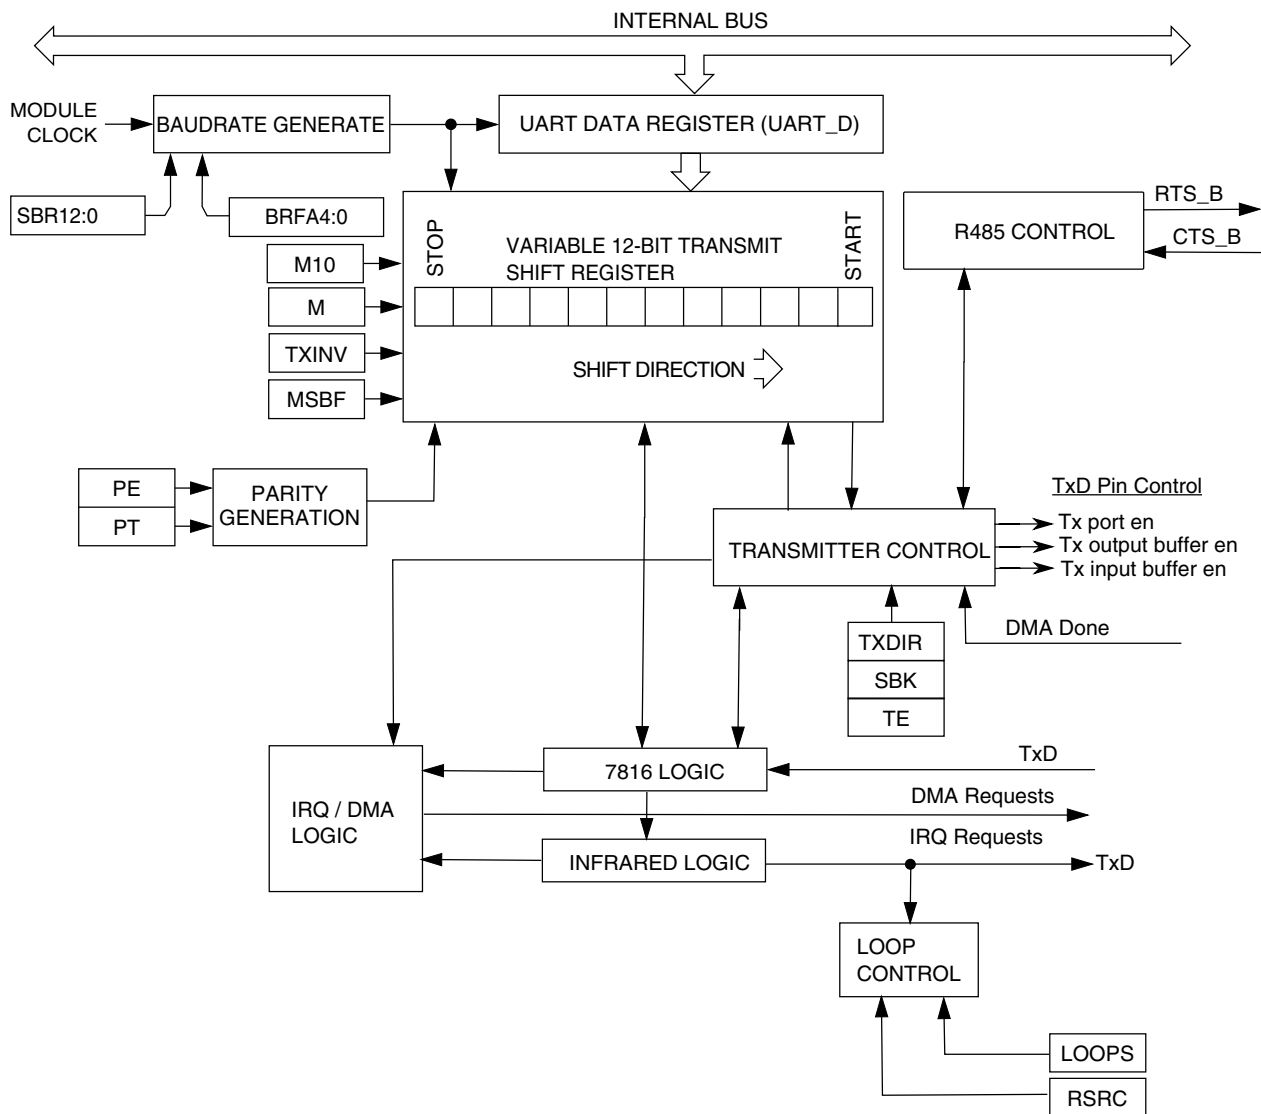 INTERNAL BUS
MODULE
CLOCK
BAUDRATE GENERATE
UART DATA REGISTER (UART_D)
SBR12:0
BRFA4:0
RTS_B
R485 CONTROL
CTS_B
STOP
VARIABLE 12-BIT TRANSMIT
SHIFT REGISTER
START
M10
M
TXINV
SHIFT DIRECTION
MSBF
PE
PT
PARITY
GENERATION
TxD Pin Control
Tx port en
Tx output buffer en
Tx input buffer en
TRANSMITTER CONTROL
DMA Done
TXDIR
SBK
TE
7816 LOGIC
TxD
IRQ / DMA
LOGIC
DMA Requests
IRQ Requests
INFRARED LOGIC
TxD
LOOP
CONTROL
LOOPS
RSRC